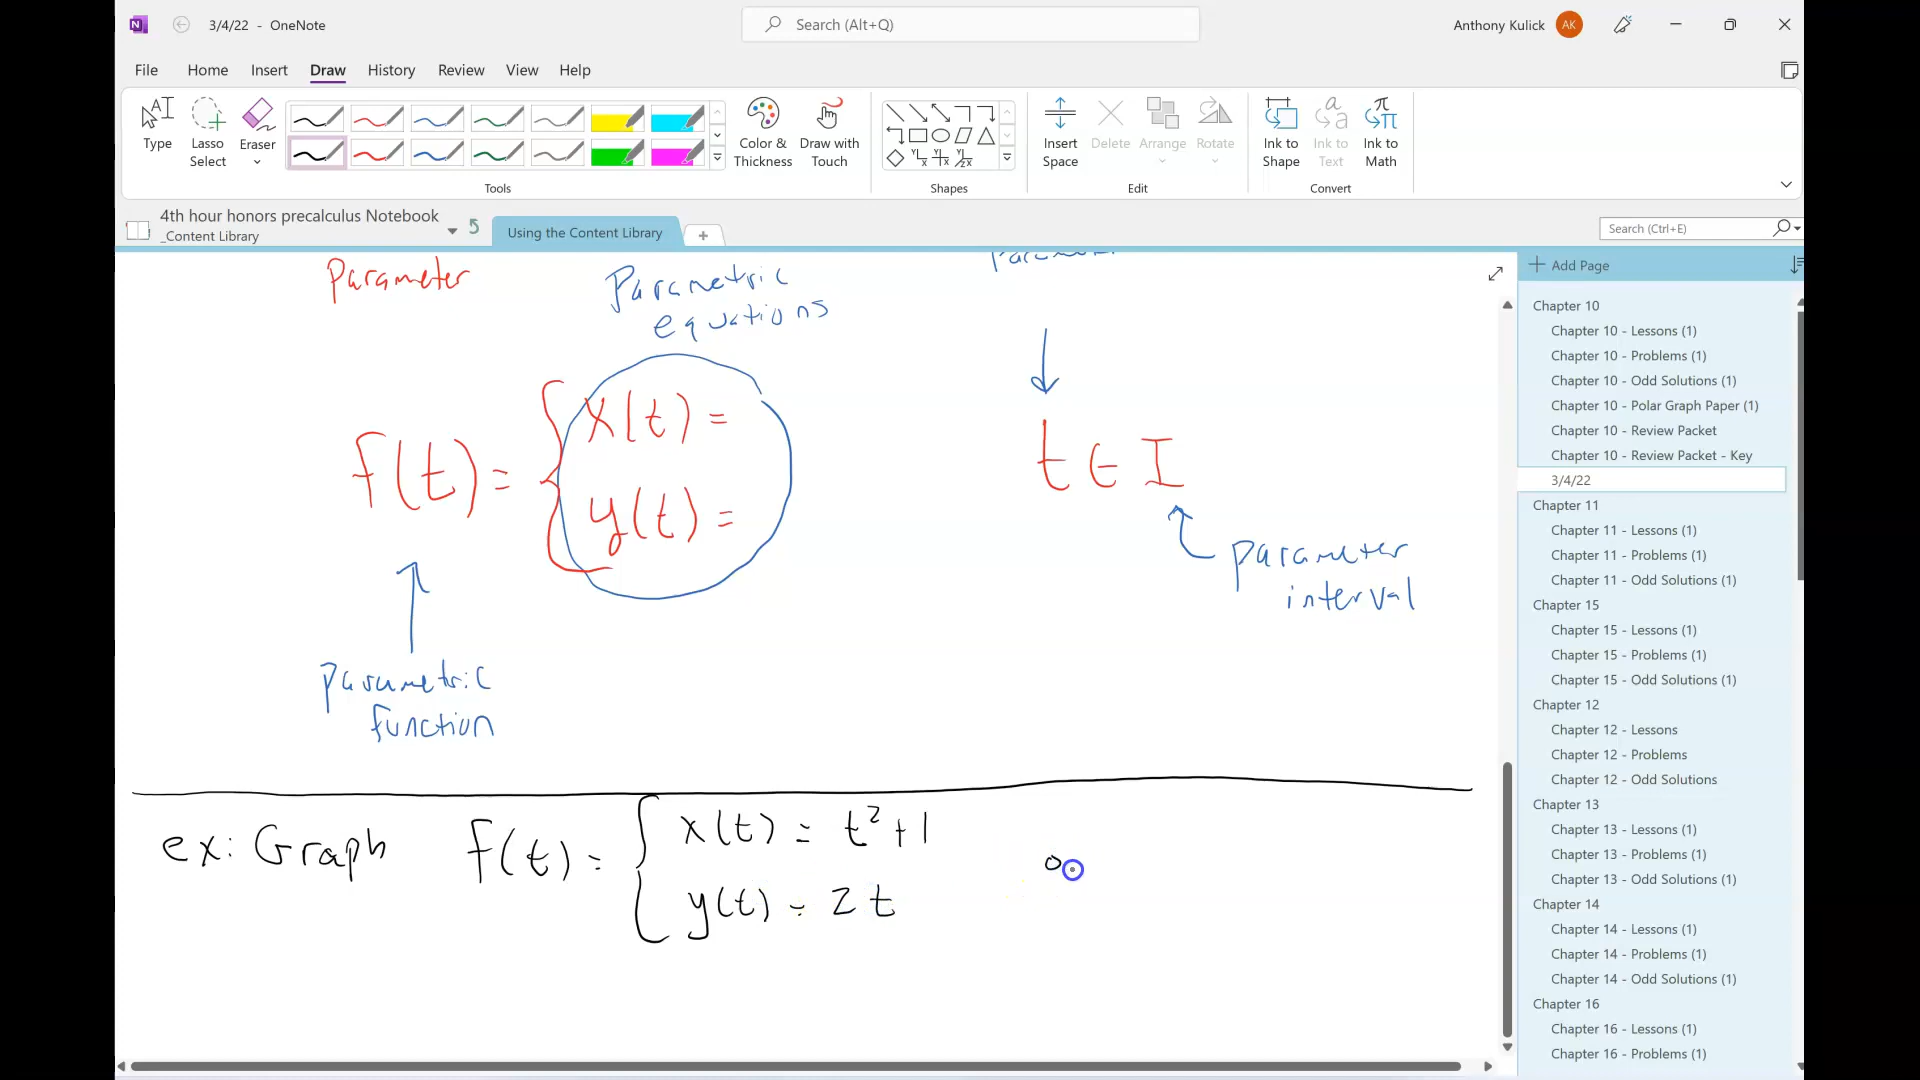 3/4/22 - OneNote
Search (Alt+Q)
Anthony Kulick
AK
File
Home
Insert
Draw
History
Review
View
Help
Type
Lasso
Select
Eraser
Color &
Thickness
Draw with
Touch
Insert
Space
Delete
Arrange
Rotate
Ink to
Shape
Ink to
Text
Ink to
Math
Tools
Shapes
Edit
Convert
4th hour honors precalculus Notebook
_Content Library
Using the Content Library
Search (Ctrl+E)
Parameter
Parametric
equations
f(t) =
x(t) =
y(t) =
t ∈ I
parameter
interval
parametric
function
ex: Graph f(t) =
x(t) = t²+1
y(t) = 2t
Add Page
Chapter 10
Chapter 10 - Lessons (1)
Chapter 10 - Problems (1)
Chapter 10 - Odd Solutions (1)
Chapter 10 - Polar Graph Paper (1)
Chapter 10 - Review Packet
Chapter 10 - Review Packet - Key
3/4/22
Chapter 11
Chapter 11 - Lessons (1)
Chapter 11 - Problems (1)
Chapter 11 - Odd Solutions (1)
Chapter 15
Chapter 15 - Lessons (1)
Chapter 15 - Problems (1)
Chapter 15 - Odd Solutions (1)
Chapter 12
Chapter 12 - Lessons
Chapter 12 - Problems
Chapter 12 - Odd Solutions
Chapter 13
Chapter 13 - Lessons (1)
Chapter 13 - Problems (1)
Chapter 13 - Odd Solutions (1)
Chapter 14
Chapter 14 - Lessons (1)
Chapter 14 - Problems (1)
Chapter 14 - Odd Solutions (1)
Chapter 16
Chapter 16 - Lessons (1)
Chapter 16 - Problems (1)